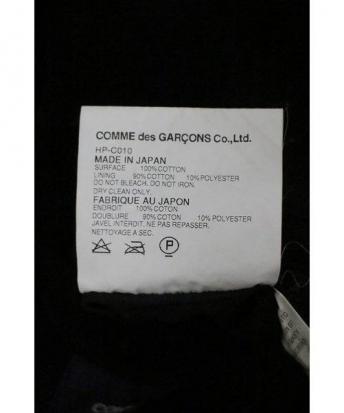 COMME des GARÇONS Co.,Ltd.
HP-C010
MADE IN JAPAN
SURFACE 100%COTTON
LINING 90%COTTON 10%POLYESTER
DO NOT BLEACH. DO NOT IRON.
DRY CLEAN ONLY.
FABRIQUE AU JAPON
ENDROIT 100%COTON
DOUBLURE 90%COTON 10%POLYESTER
JAVEL INTERDIT, NE PAS REPASSER.
NETTOYAGE A SEC.
P